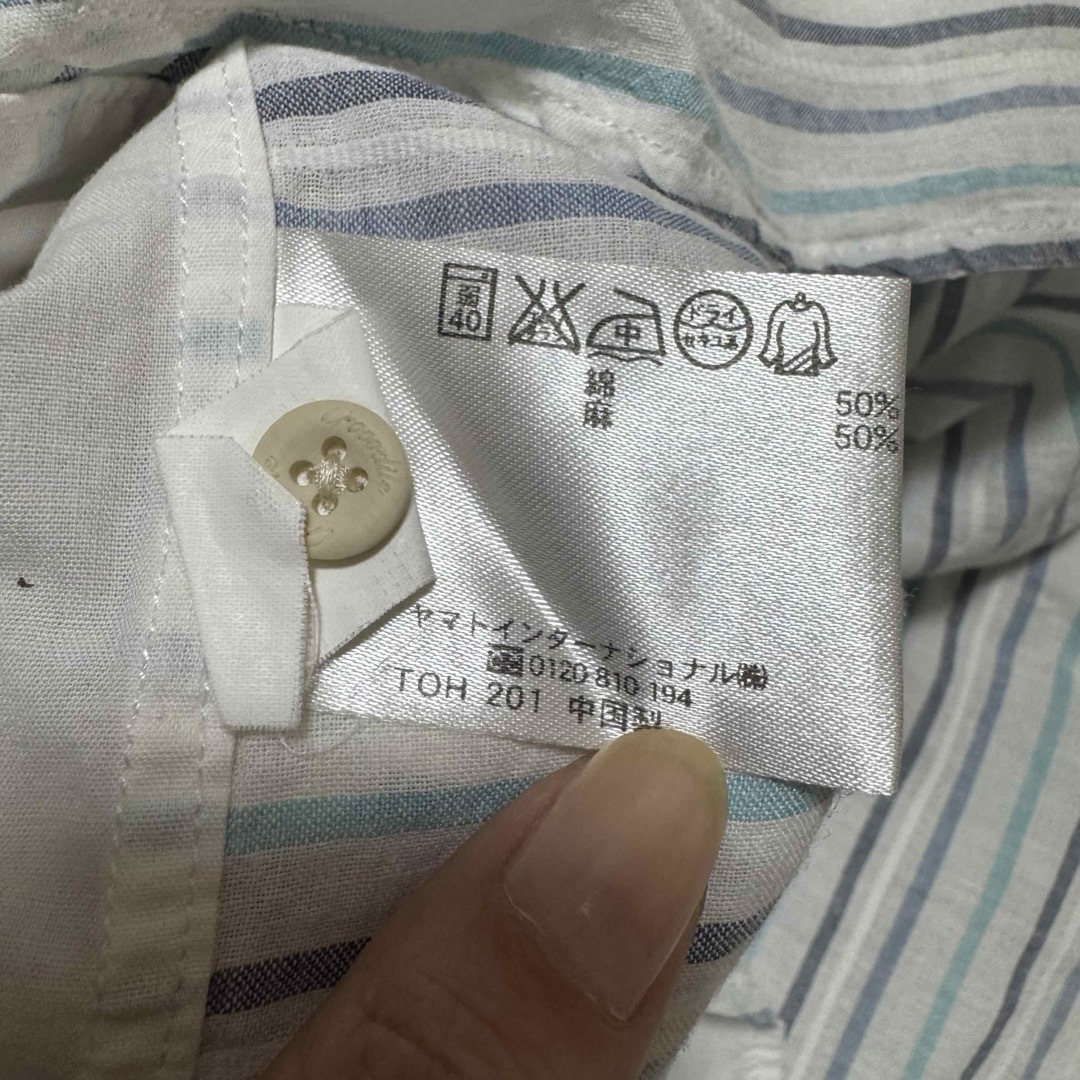 弱
40
中
ドライ
セキユ系
綿 50%
麻 50%
Crocodile
ヤマトインターナショナル㈱
0120 810 194
TOH 201 中国製